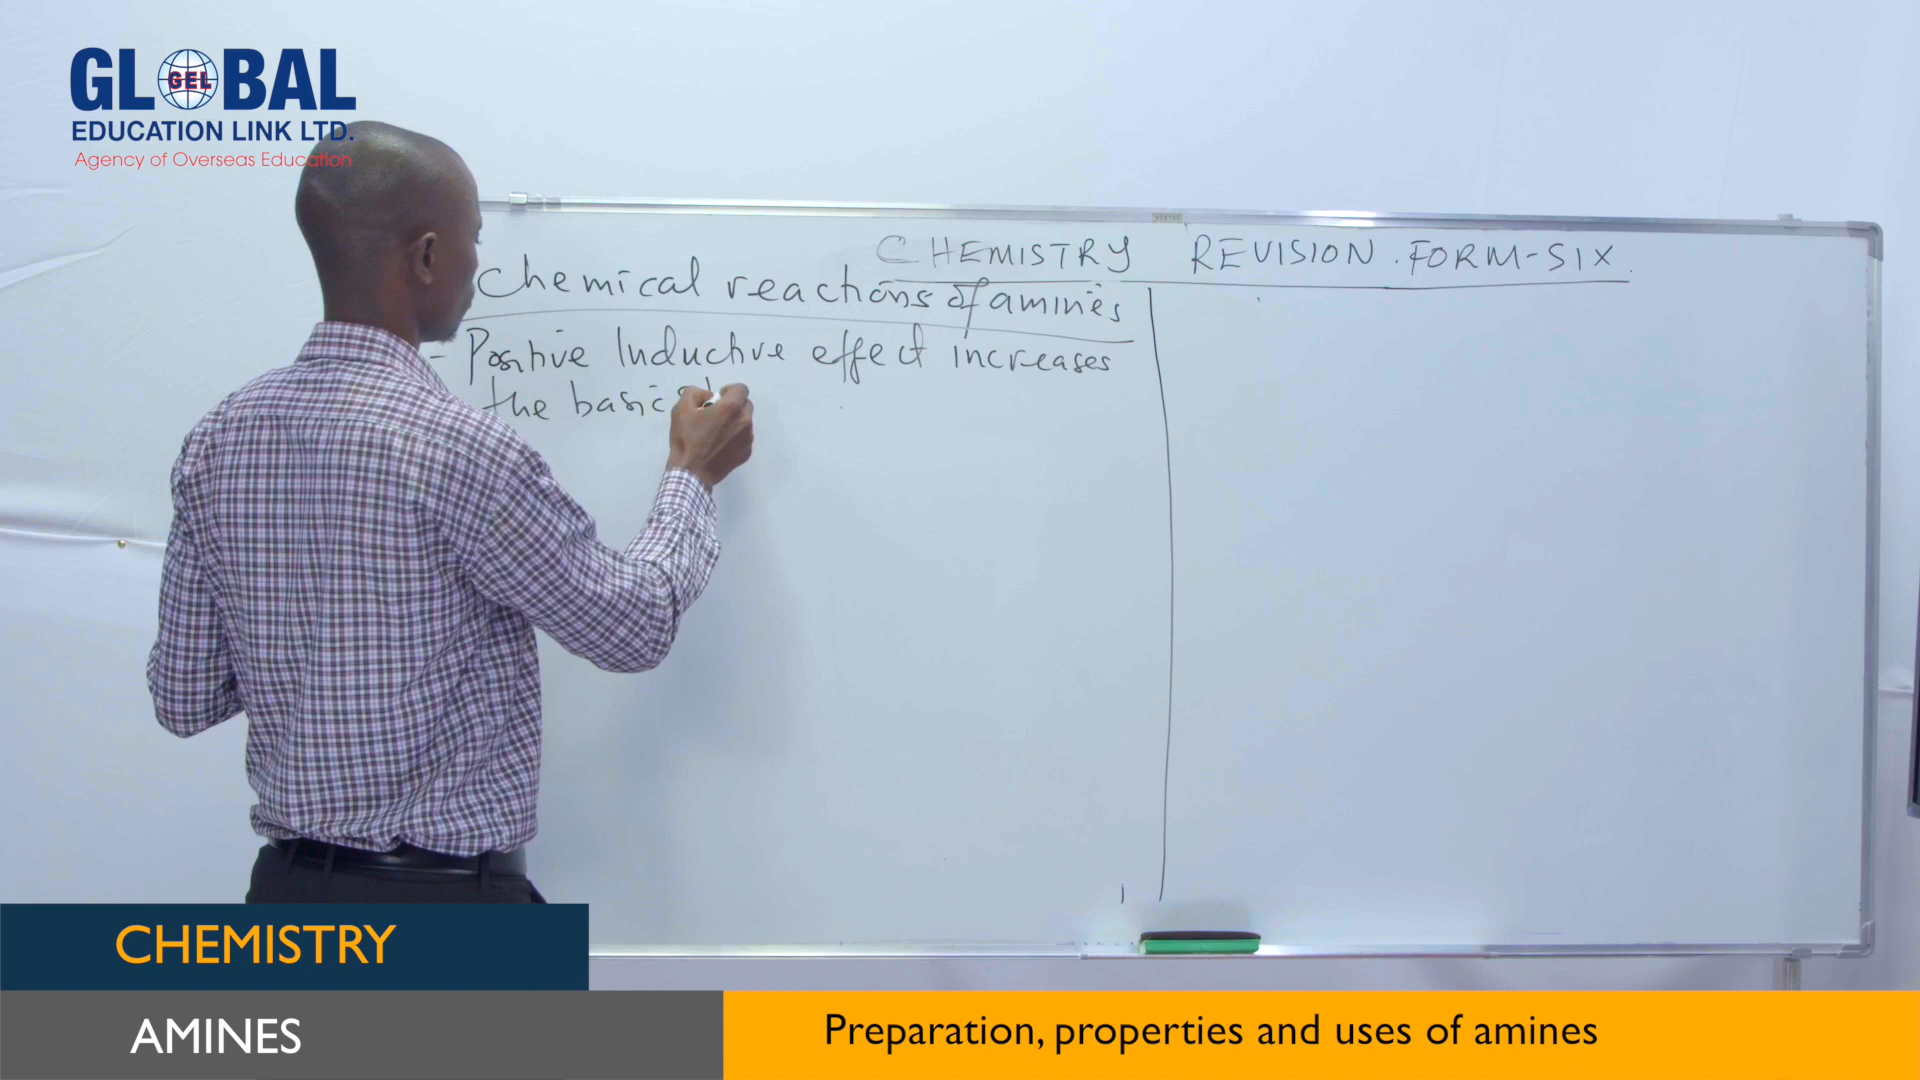 GLOBAL
GEL
EDUCATION LINK LTD.
Agency of Overseas Education
CHEMISTRY REVISION. FORM-SIX.
Chemical reactions of amines
- Positive Inductive effect increases
the basic
CHEMISTRY
AMINES
Preparation, properties and uses of amines